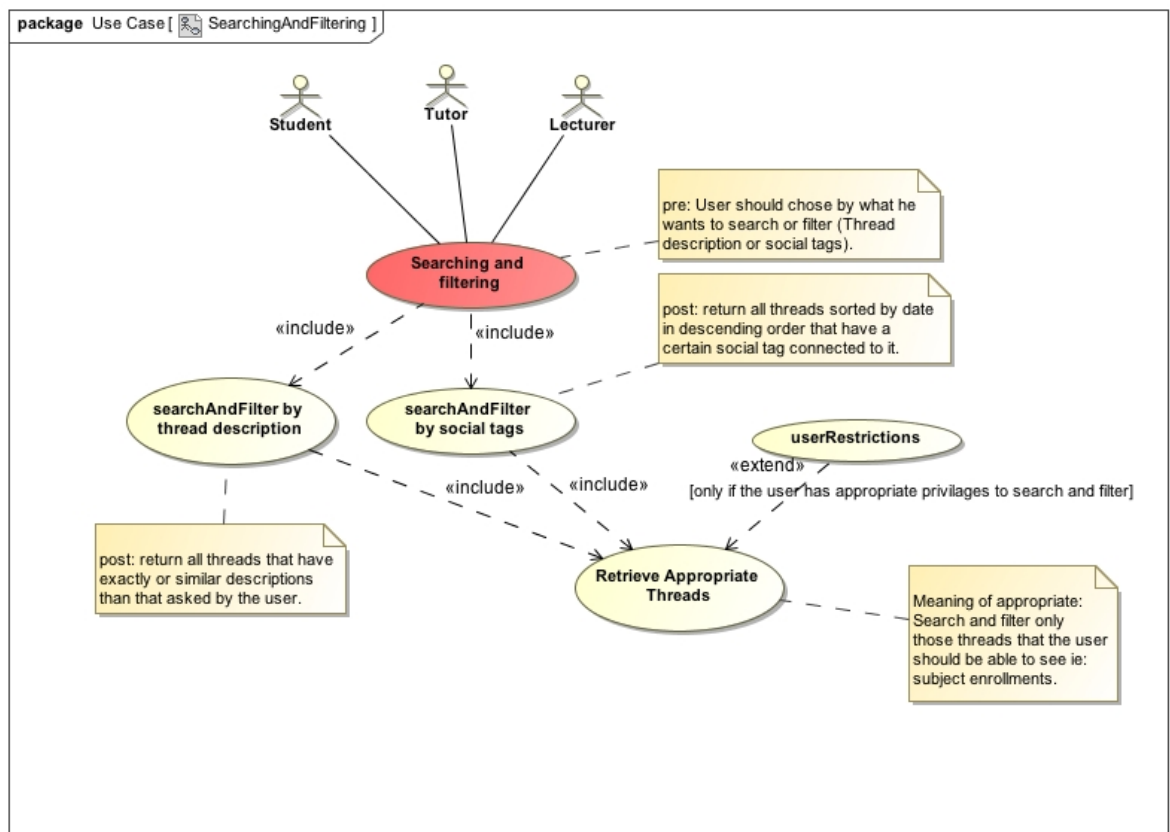 package Use Case [ SearchingAndFiltering ]
Student
Tutor
Lecturer
pre: User should chose by what he
wants to search or filter (Thread
description or social tags).
Searching and
filtering
post: return all threads sorted by date
in descending order that have a
certain social tag connected to it.
«include»
«include»
searchAndFilter by
thread description
searchAndFilter
by social tags
userRestrictions
«extend»
[only if the user has appropriate privilages to search and filter]
«include»
«include»
post: return all threads that have
exactly or similar descriptions
than that asked by the user.
Retrieve Appropriate
Threads
Meaning of appropriate:
Search and filter only
those threads that the user
should be able to see ie:
subject enrollments.